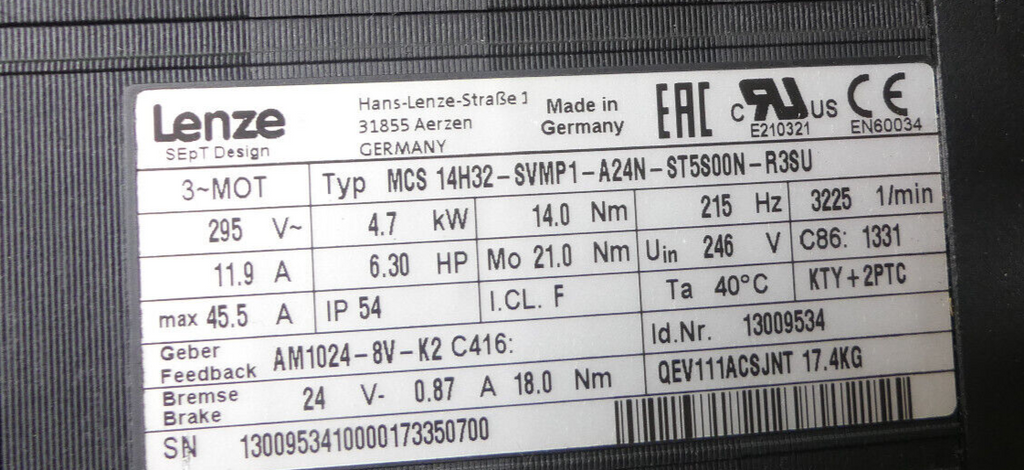 Lenze Hans-Lenze-Straße 1 Made in EAC c RU US CE
SEpT Design 31855 Aerzen Germany E210321 EN60034
GERMANY
3~MOT Typ MCS 14H32-SVMP1-A24N-ST5S00N-R3SU
295 V~ 4.7 kW 14.0 Nm 215 Hz 3225 1/min
11.9 A 6.30 HP Mo 21.0 Nm Uin 246 V C86: 1331
max 45.5 A IP 54 I.CL. F Ta 40°C KTY+2PTC
Geber
Feedback AM1024-8V-K2 C416: Id.Nr. 13009534
Bremse
Brake 24 V- 0.87 A 18.0 Nm QEV111ACSJNT 17.4KG
SN 1300953410000173350700